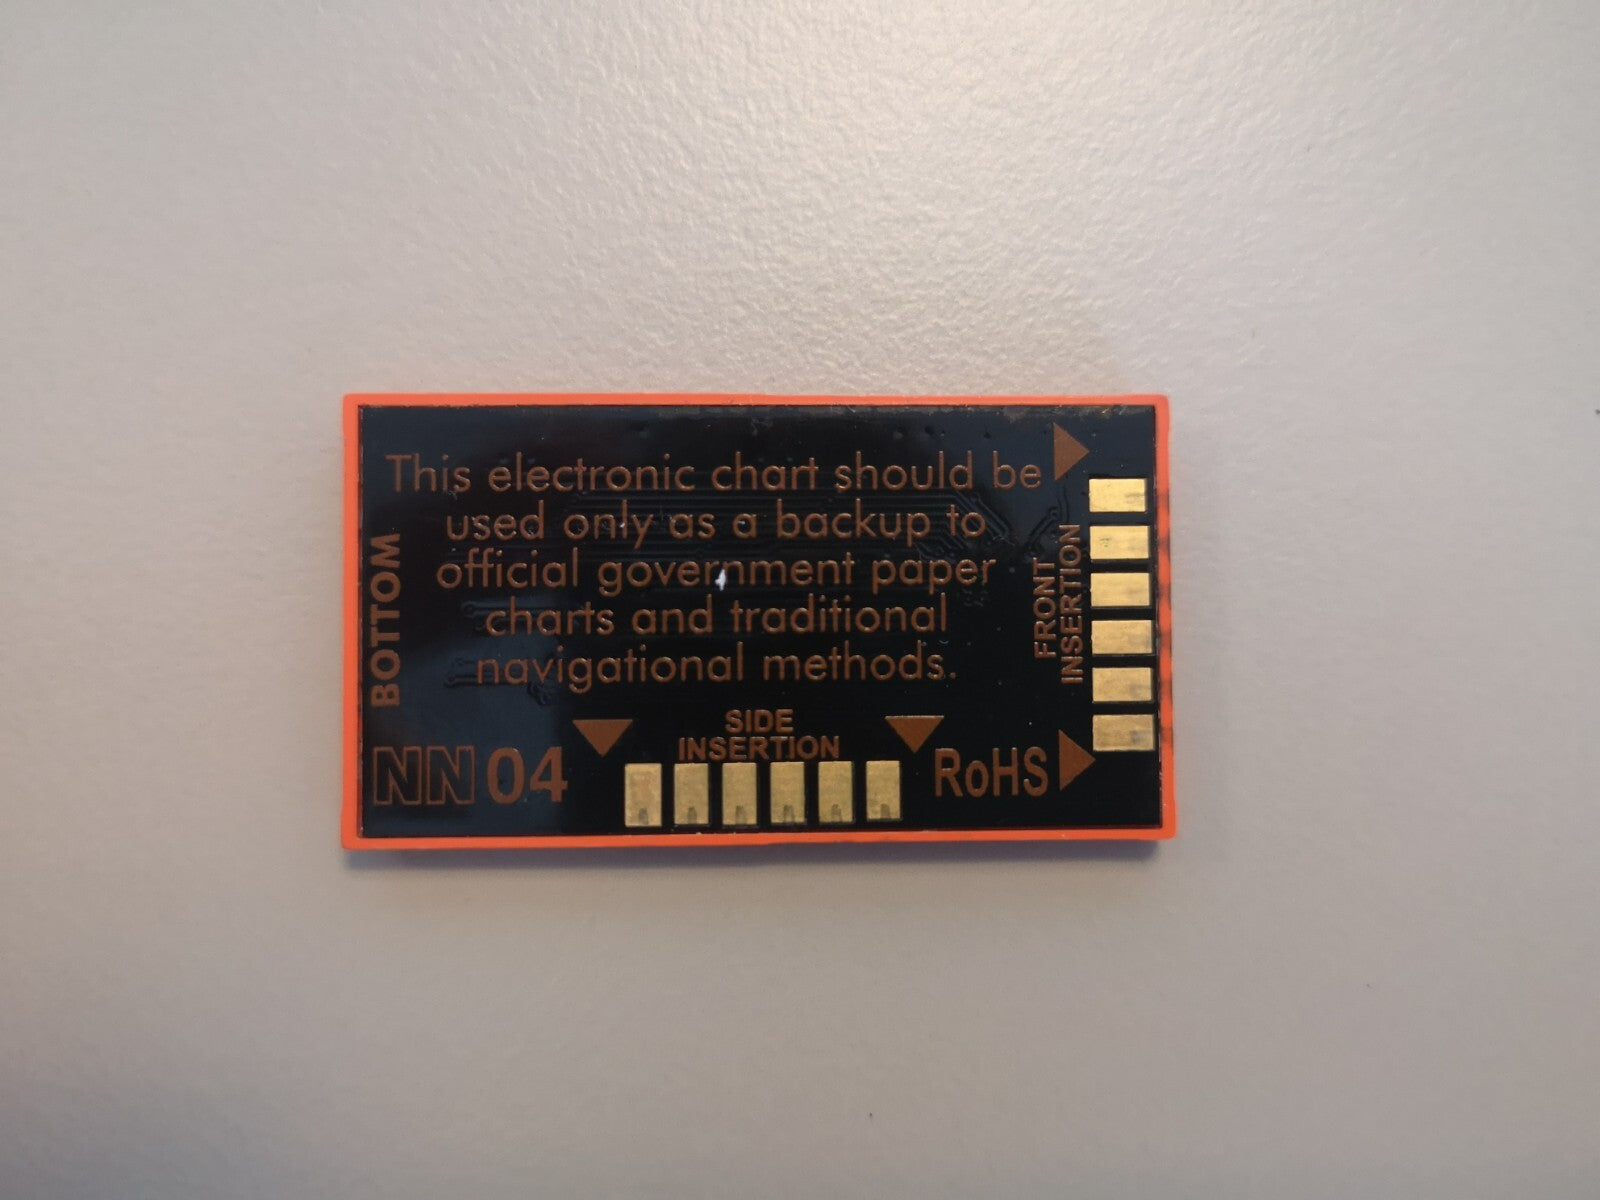 This electronic chart should be
used only as a backup to
official government paper
charts and traditional
navigational methods.
BOTTOM
FRONT
INSERTION
SIDE
INSERTION
NN 04
RoHS